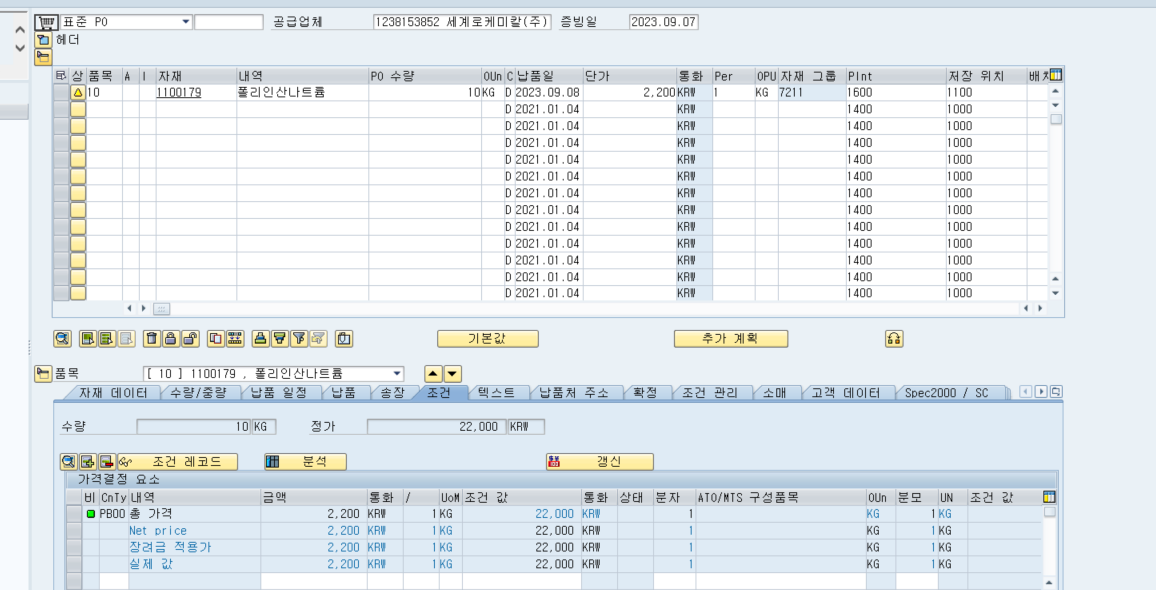 표준 PO 공급업체 1238153852 세계로케미칼(주) 증빙일 2023.09.07
헤더
상 품목 A I 자재 내역 PO 수량 OUn C 납품일 단가 통화 Per OPU 자재 그룹 Plnt 저장 위치
10 1100179 폴리인산나트륨 10 KG D 2023.09.08 2,200 KRW 1 KG 7211 1600 1100
D 2021.01.04 KRW 1400 1000
D 2021.01.04 KRW 1400 1000
D 2021.01.04 KRW 1400 1000
D 2021.01.04 KRW 1400 1000
D 2021.01.04 KRW 1400 1000
D 2021.01.04 KRW 1400 1000
D 2021.01.04 KRW 1400 1000
D 2021.01.04 KRW 1400 1000
D 2021.01.04 KRW 1400 1000
D 2021.01.04 KRW 1400 1000
D 2021.01.04 KRW 1400 1000
D 2021.01.04 KRW 1400 1000
기본값 추가 계획
품목 [ 10 ] 1100179 , 폴리인산나트륨
자재 데이터 수량/중량 납품 일정 납품 송장 조건 텍스트 납품처 주소 확정 조건 관리 소매 고객 데이터 Spec2000 / SC
수량 10 KG 정가 22,000 KRW
조건 레코드 분석 갱신
가격결정 요소
비 CnTy 내역 금액 통화 / UoM 조건 값 통화 상태 분자 ATO/MTS 구성품목 OUn 분모 UN 조건 값
PB00 총 가격 2,200 KRW 1 KG 22,000 KRW 1 KG 1 KG
Net price 2,200 KRW 1 KG 22,000 KRW 1 KG 1 KG
장려금 적용가 2,200 KRW 1 KG 22,000 KRW 1 KG 1 KG
실제 값 2,200 KRW 1 KG 22,000 KRW 1 KG 1 KG